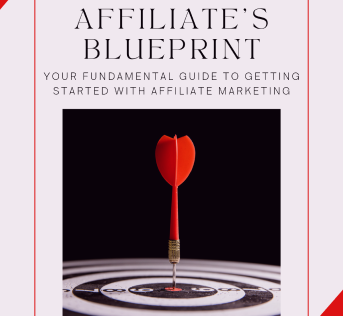 AFFILIATE'S
BLUEPRINT
YOUR FUNDAMENTAL GUIDE TO GETTING
STARTED WITH AFFILIATE MARKETING